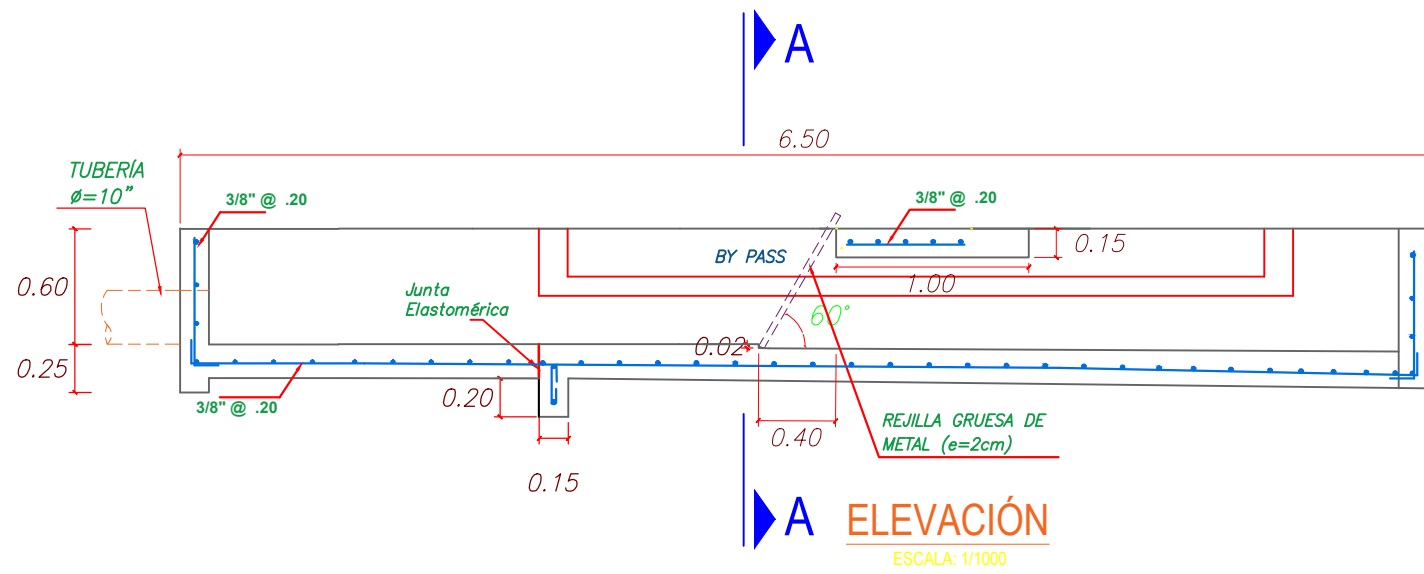 A
6.50
TUBERÍA
ø=10”
3/8" @ .20
3/8" @ .20
0.15
BY PASS
0.60
1.00
Junta
Elastomérica
60°
0.02
0.25
0.20
3/8" @ .20
0.40
REJILLA GRUESA DE
METAL (e=2cm)
0.15
A
ELEVACIÓN
ESCALA: 1/1000